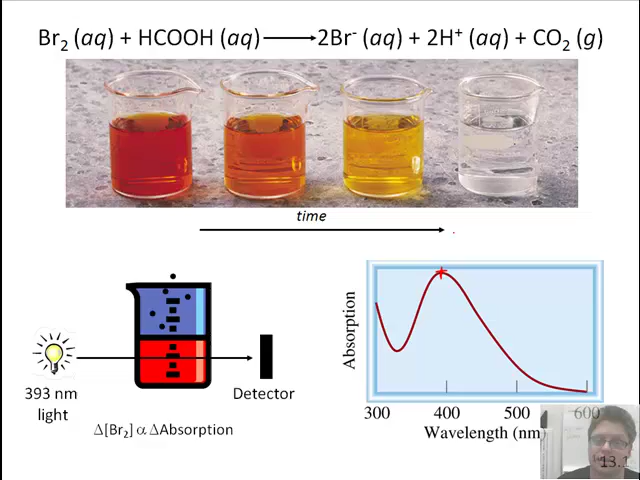 Br₂ (aq) + HCOOH (aq) ⟶ 2Br⁻ (aq) + 2H⁺ (aq) + CO₂ (g)
time
393 nm
light
Detector
Δ[Br₂] α ΔAbsorption
Absorption
300 400 500 600
Wavelength (nm
13.1